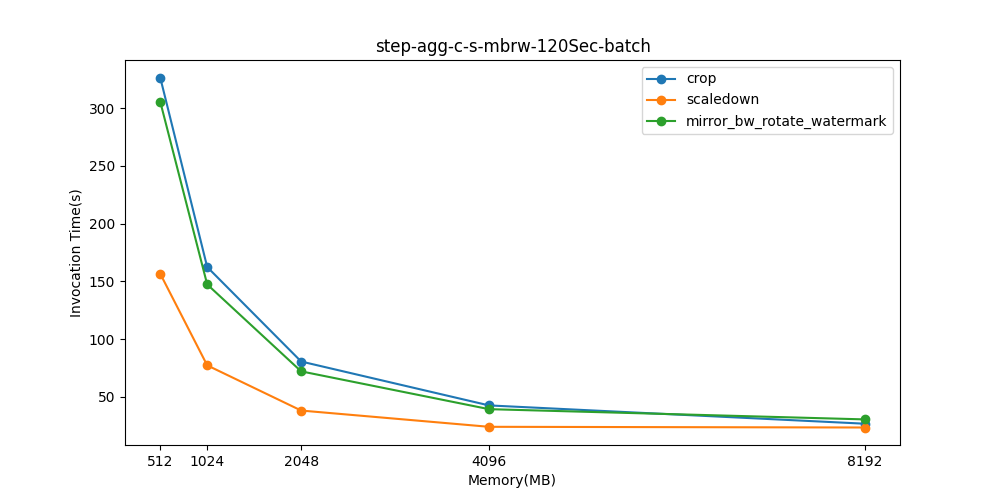 step-agg-c-s-mbrw-120Sec-batch
crop
scaledown
mirror_bw_rotate_watermark
Invocation Time(s)
300
250
200
150
100
50
512 1024 2048 4096 8192
Memory(MB)